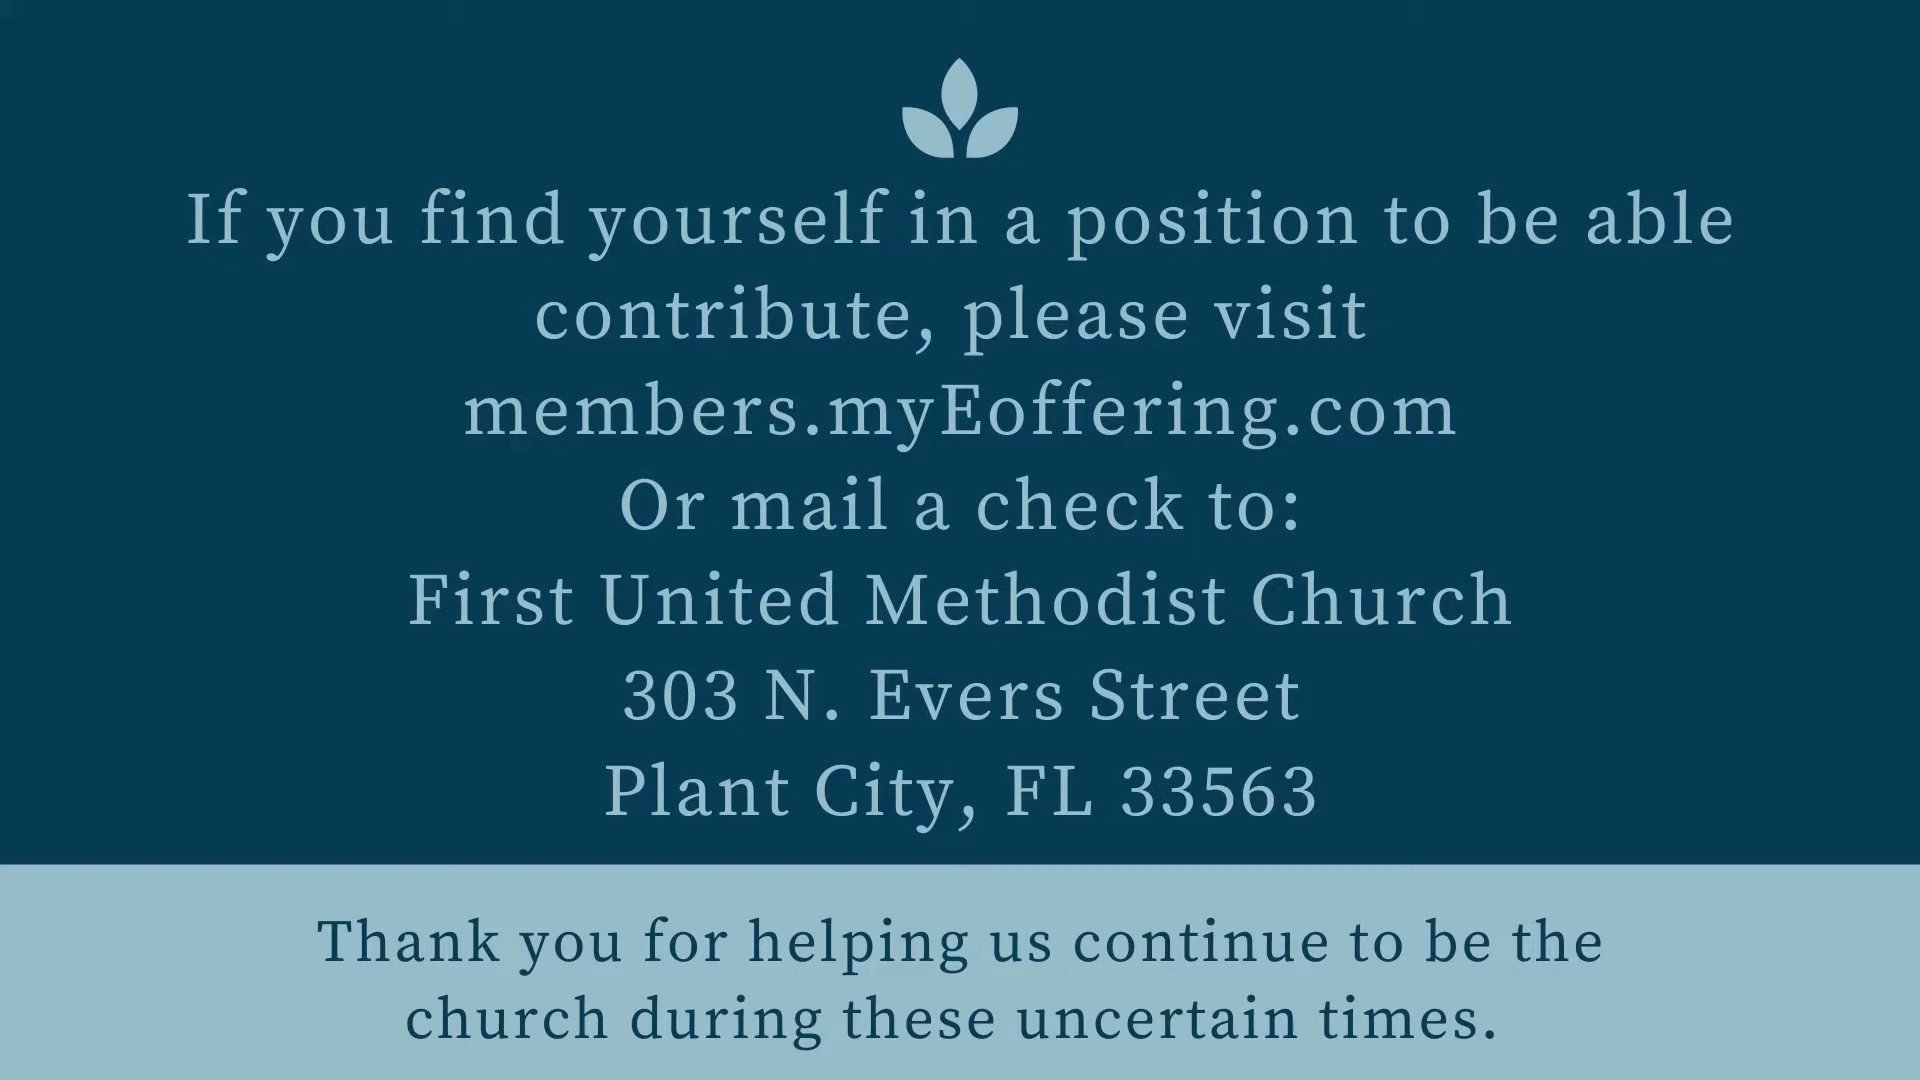 If you find yourself in a position to be able
contribute, please visit
members.myEoffering.com
Or mail a check to:
First United Methodist Church
303 N. Evers Street
Plant City, FL 33563
Thank you for helping us continue to be the
church during these uncertain times.